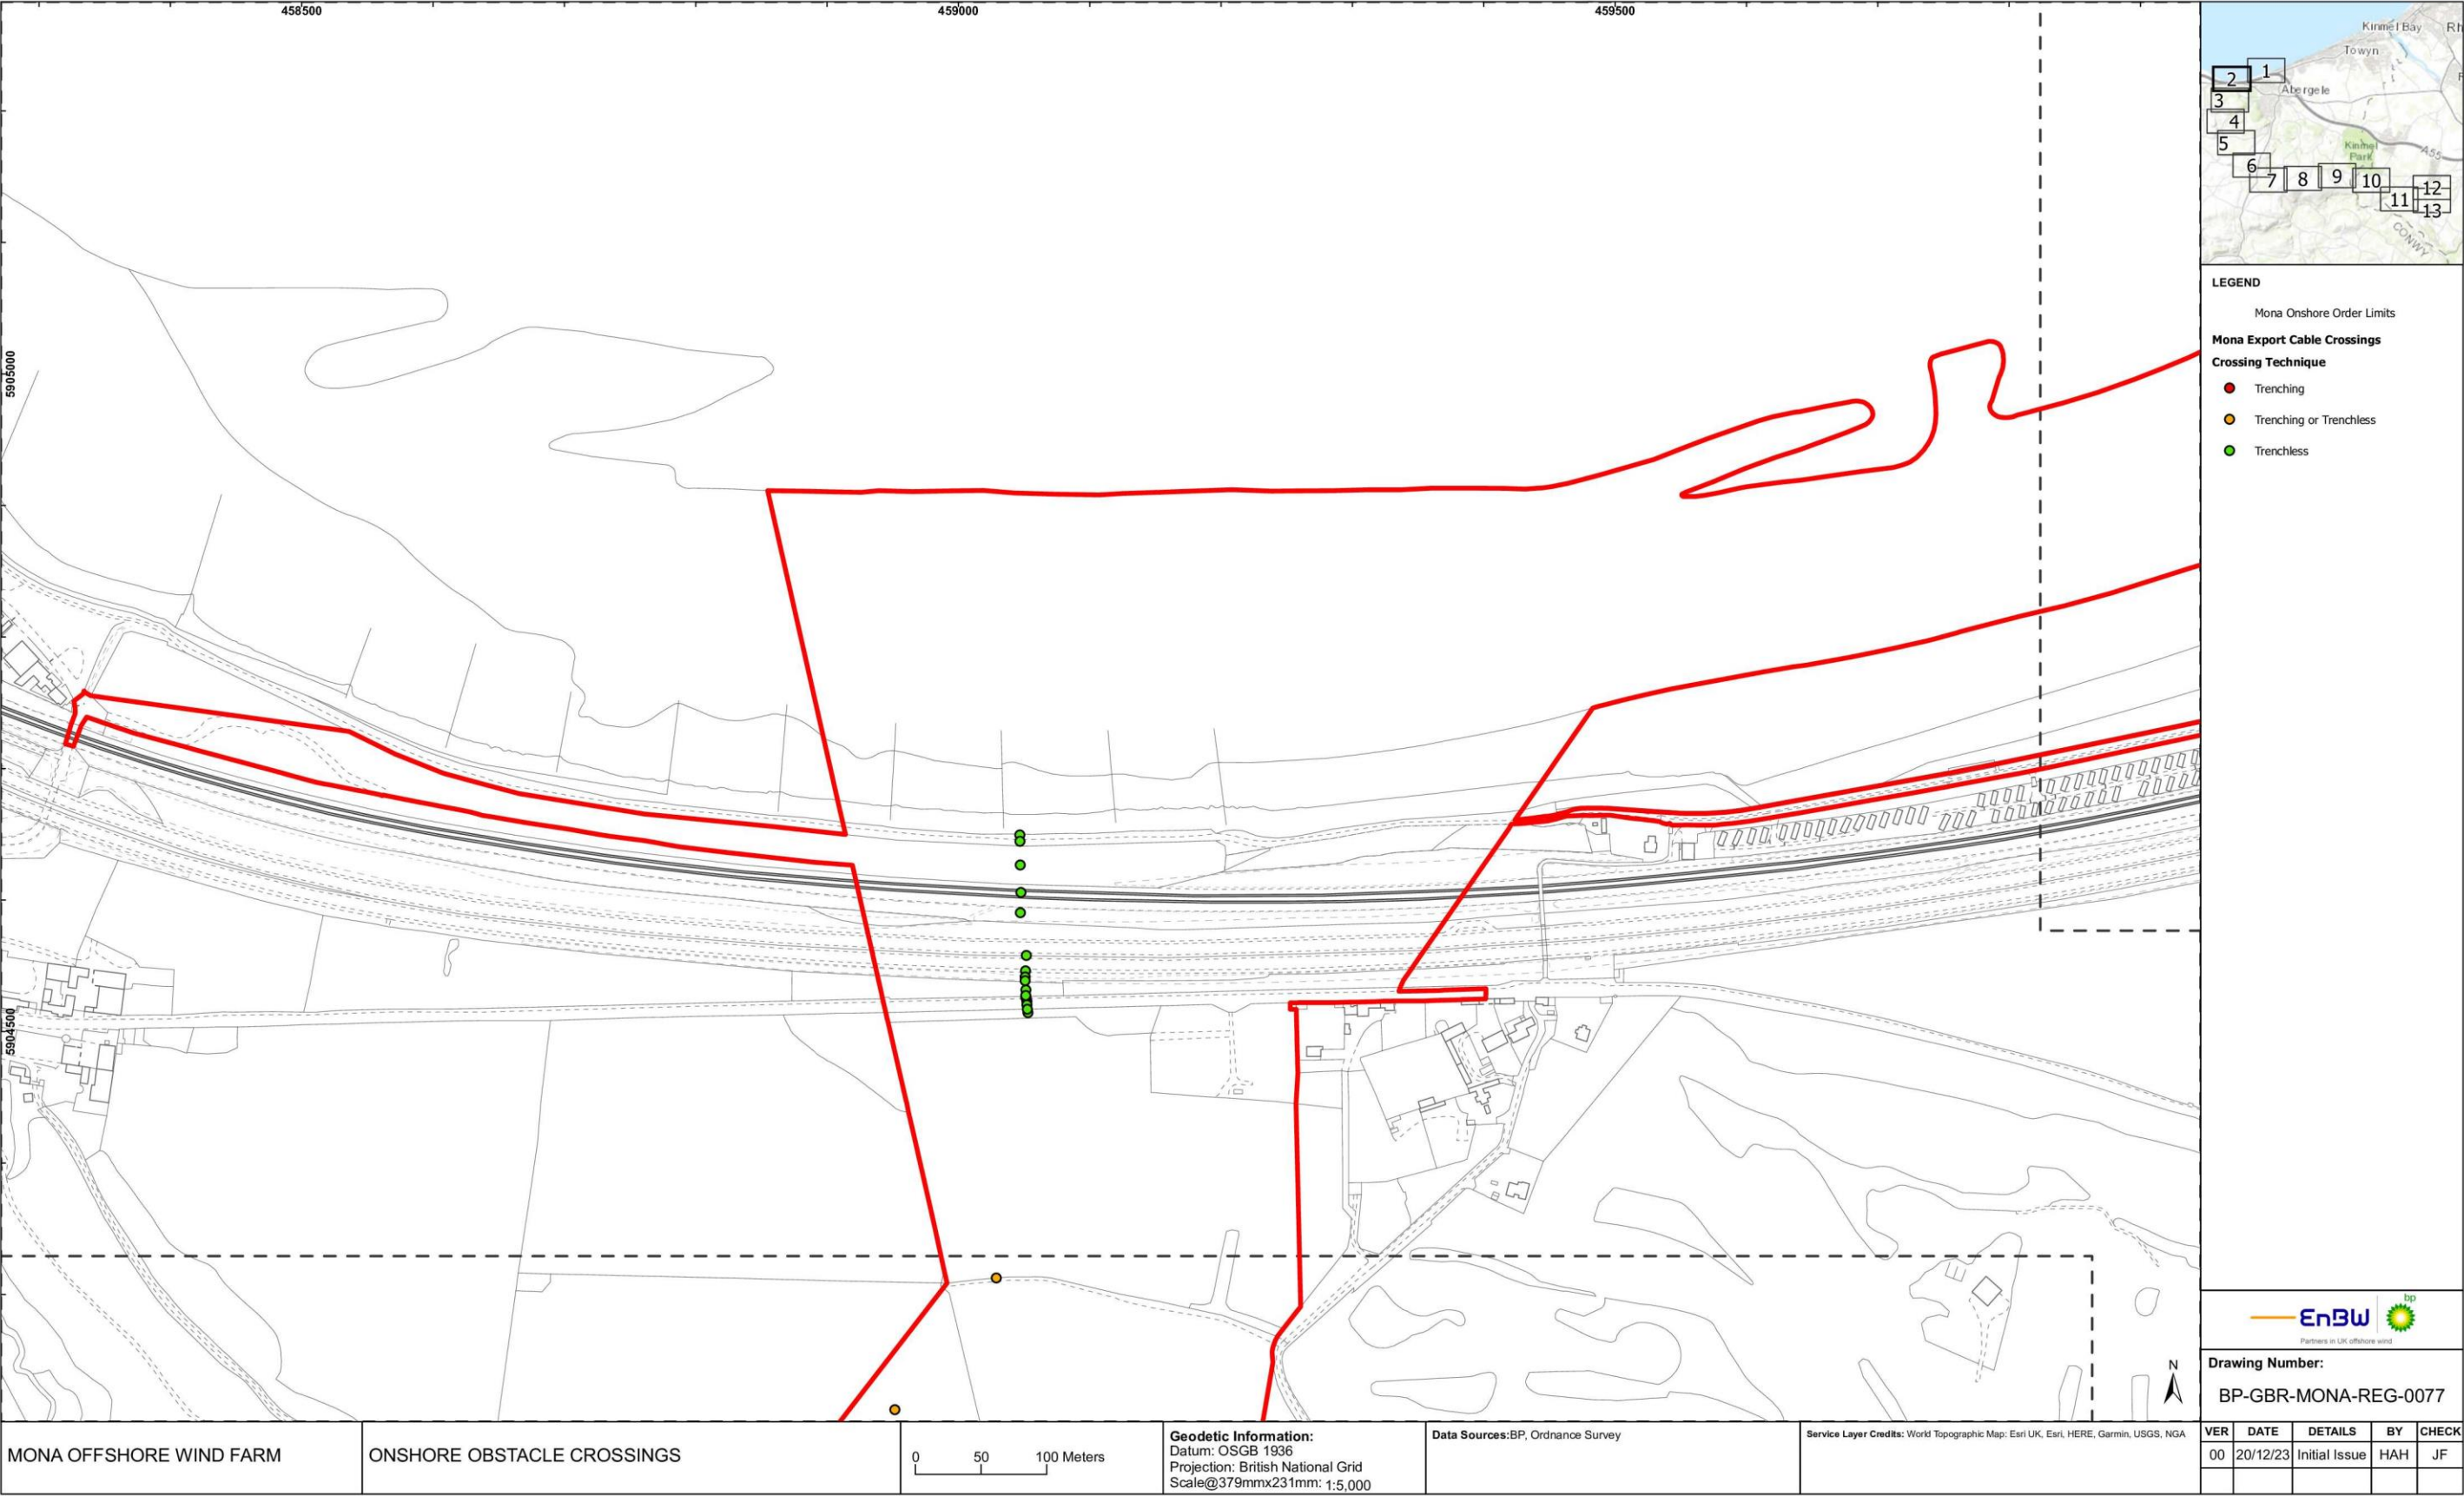 458500
459000
459500
5905000
5904500
Kinmel Bay
Rh
Towyn
Abergele
Kinmel
Park
A55
CONWY
1
2
3
4
5
6
7
8
9
10
11
12
13
LEGEND
Mona Onshore Order Limits
Mona Export Cable Crossings
Crossing Technique
Trenching
Trenching or Trenchless
Trenchless
N
EnBW
bp
Partners in UK offshore wind
Drawing Number:
BP-GBR-MONA-REG-0077
VER DATE DETAILS BY CHECK
00 20/12/23 Initial Issue HAH JF
MONA OFFSHORE WIND FARM
ONSHORE OBSTACLE CROSSINGS
0 50 100 Meters
Geodetic Information:
Datum: OSGB 1936
Projection: British National Grid
Scale@379mmx231mm: 1:5,000
Data Sources:BP, Ordnance Survey
Service Layer Credits: World Topographic Map: Esri UK, Esri, HERE, Garmin, USGS, NGA